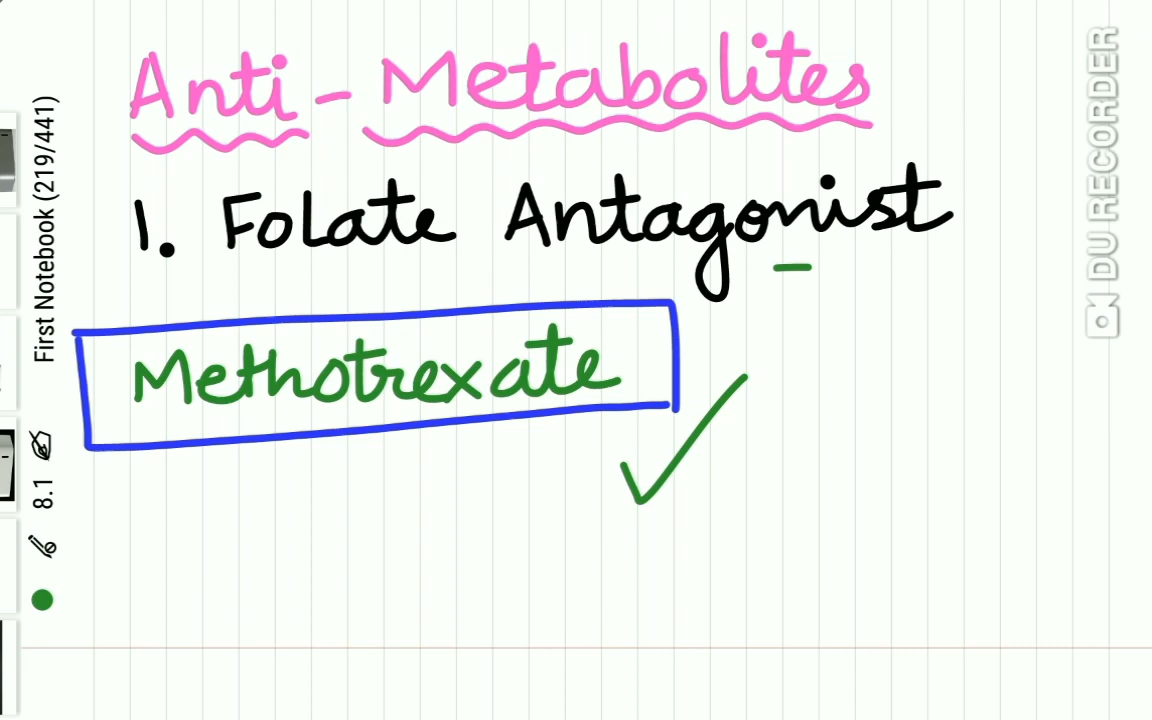 Anti-Metabolites
1. Folate Antagonist
Methotrexate
First Notebook (219/441)
8.1
DU RECORDER